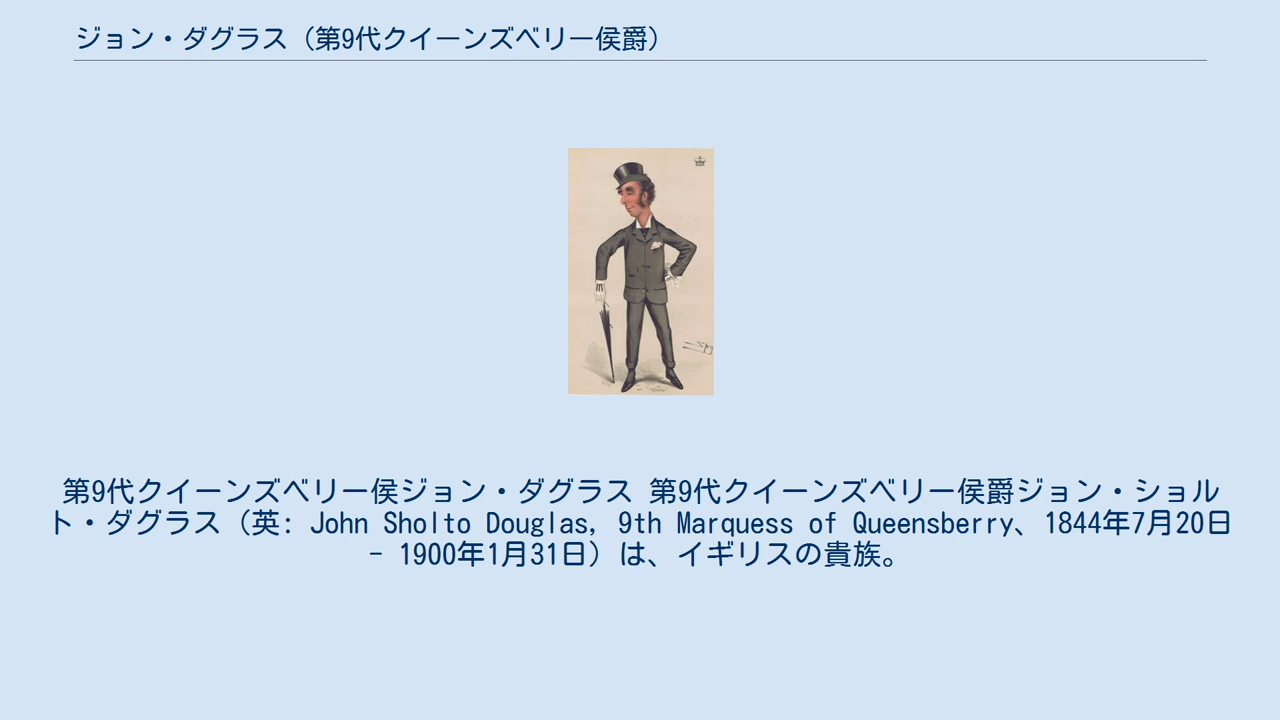 ジョン・ダグラス（第9代クイーンズベリー侯爵）
Spy
第9代クイーンズベリー侯ジョン・ダグラス 第9代クイーンズベリー侯爵ジョン・ショル
ト・ダグラス（英: John Sholto Douglas, 9th Marquess of Queensberry、1844年7月20日
- 1900年1月31日）は、イギリスの貴族。